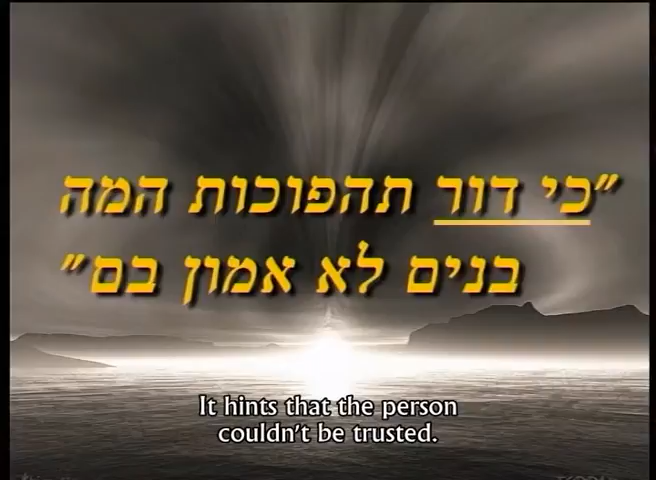 "כי דור תהפוכות המה
בנים לא אמון בם"
It hints that the person
couldn't be trusted.